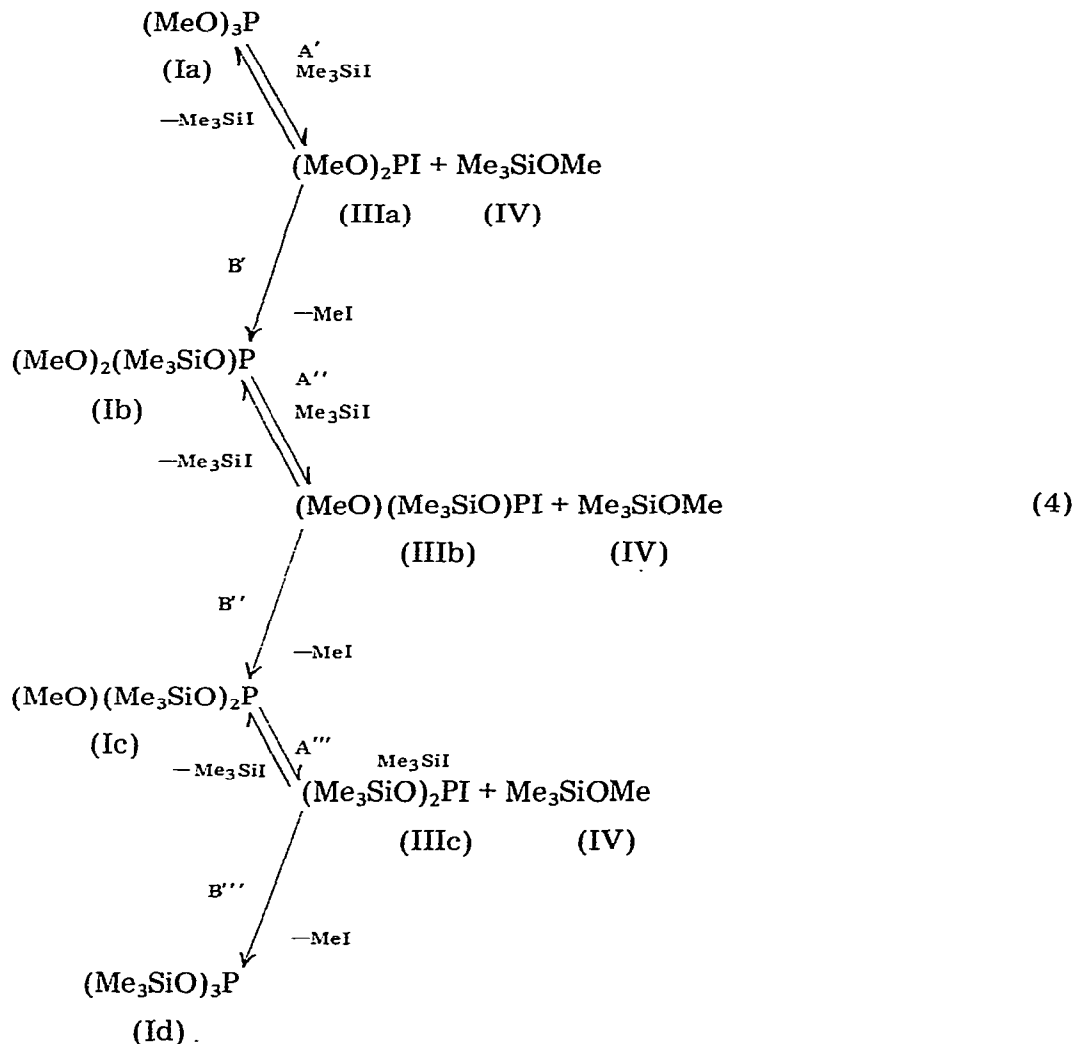 (MeO)₃P
(Ia)
A′
Me₃SiI
—Me₃SiI
(MeO)₂PI + Me₃SiOMe
(IIIa) (IV)
B′
—MeI
(MeO)₂(Me₃SiO)P
(Ib)
A′′
Me₃SiI
—Me₃SiI
(MeO)(Me₃SiO)PI + Me₃SiOMe (4)
(IIIb) (IV)
B′′
—MeI
(MeO)(Me₃SiO)₂P
(Ic)
A′′′
Me₃SiI
—Me₃SiI
(Me₃SiO)₂PI + Me₃SiOMe
(IIIc) (IV)
B′′′
—MeI
(Me₃SiO)₃P
(Id)